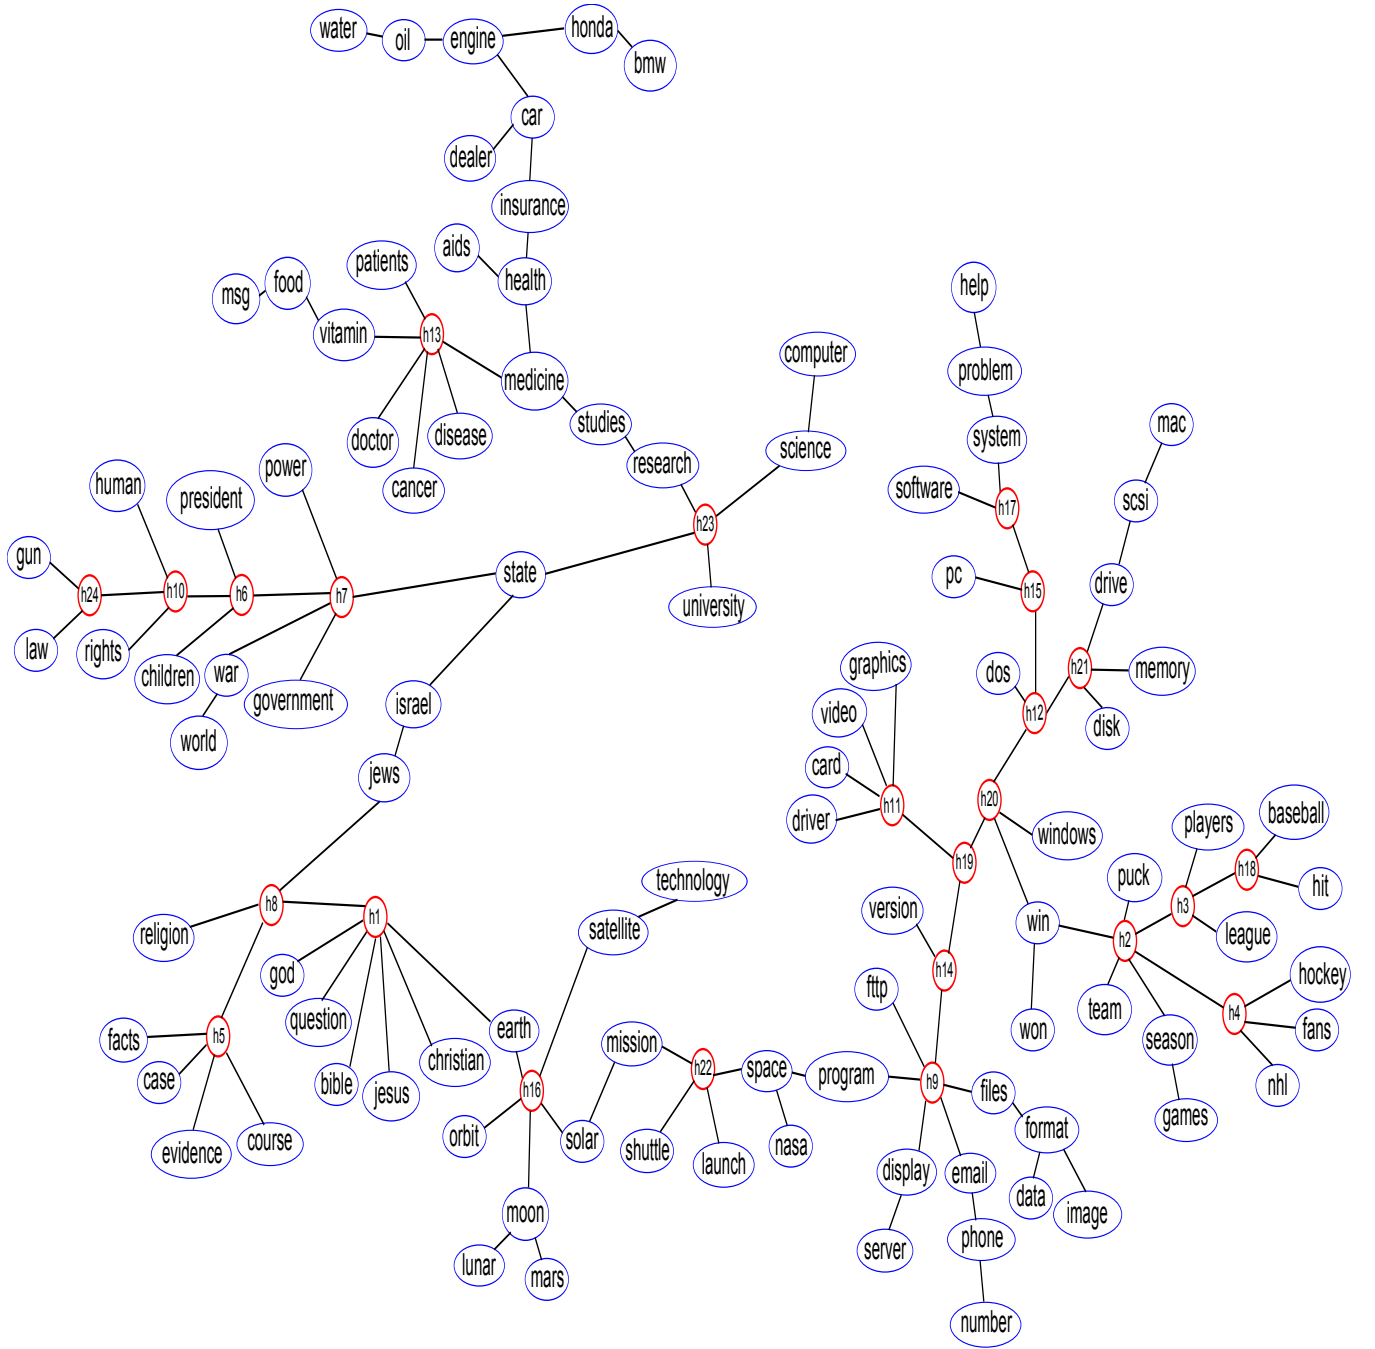 water
oil
engine
honda
bmw
car
dealer
insurance
aids
health
patients
food
msg
vitamin
h13
medicine
doctor
disease
cancer
studies
research
computer
science
h23
university
help
problem
system
software
h17
mac
scsi
drive
pc
h15
h21
memory
dos
h12
disk
power
human
president
gun
h24
h10
h6
h7
state
law
rights
children
war
government
world
israel
jews
graphics
video
card
driver
h11
h20
h19
windows
players
baseball
h18
hit
puck
h3
league
win
h2
team
season
games
h4
hockey
fans
nhl
won
version
h14
fttp
h9
files
format
data
image
display
server
email
phone
number
program
space
nasa
h22
shuttle
launch
mission
solar
technology
satellite
h8
h1
religion
god
question
bible
jesus
christian
earth
h16
orbit
moon
lunar
mars
h5
facts
case
evidence
course